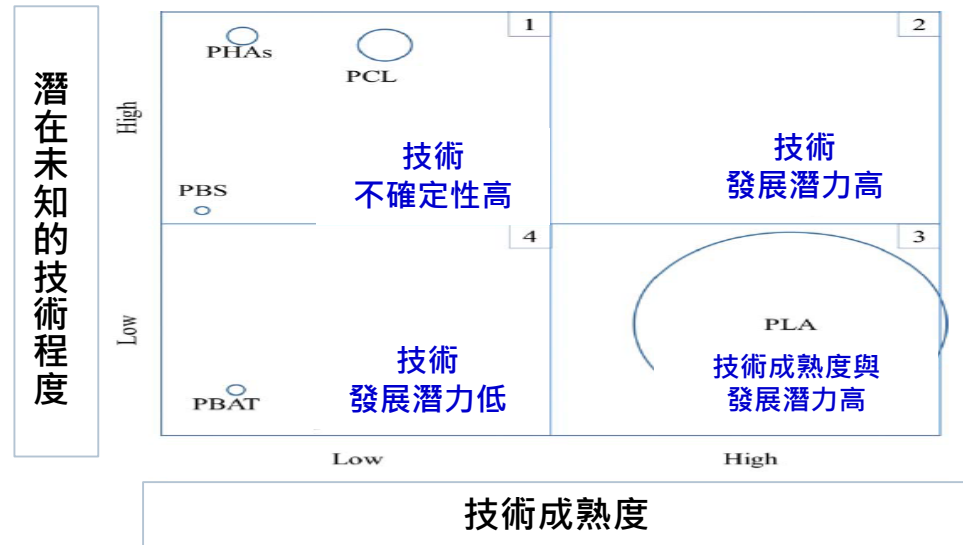 潛在未知的技術程度
High
Low
1
PHAs
PCL
技術
不確定性高
PBS
2
技術
發展潛力高
4
技術
發展潛力低
PBAT
3
PLA
技術成熟度與
發展潛力高
Low
High
技術成熟度